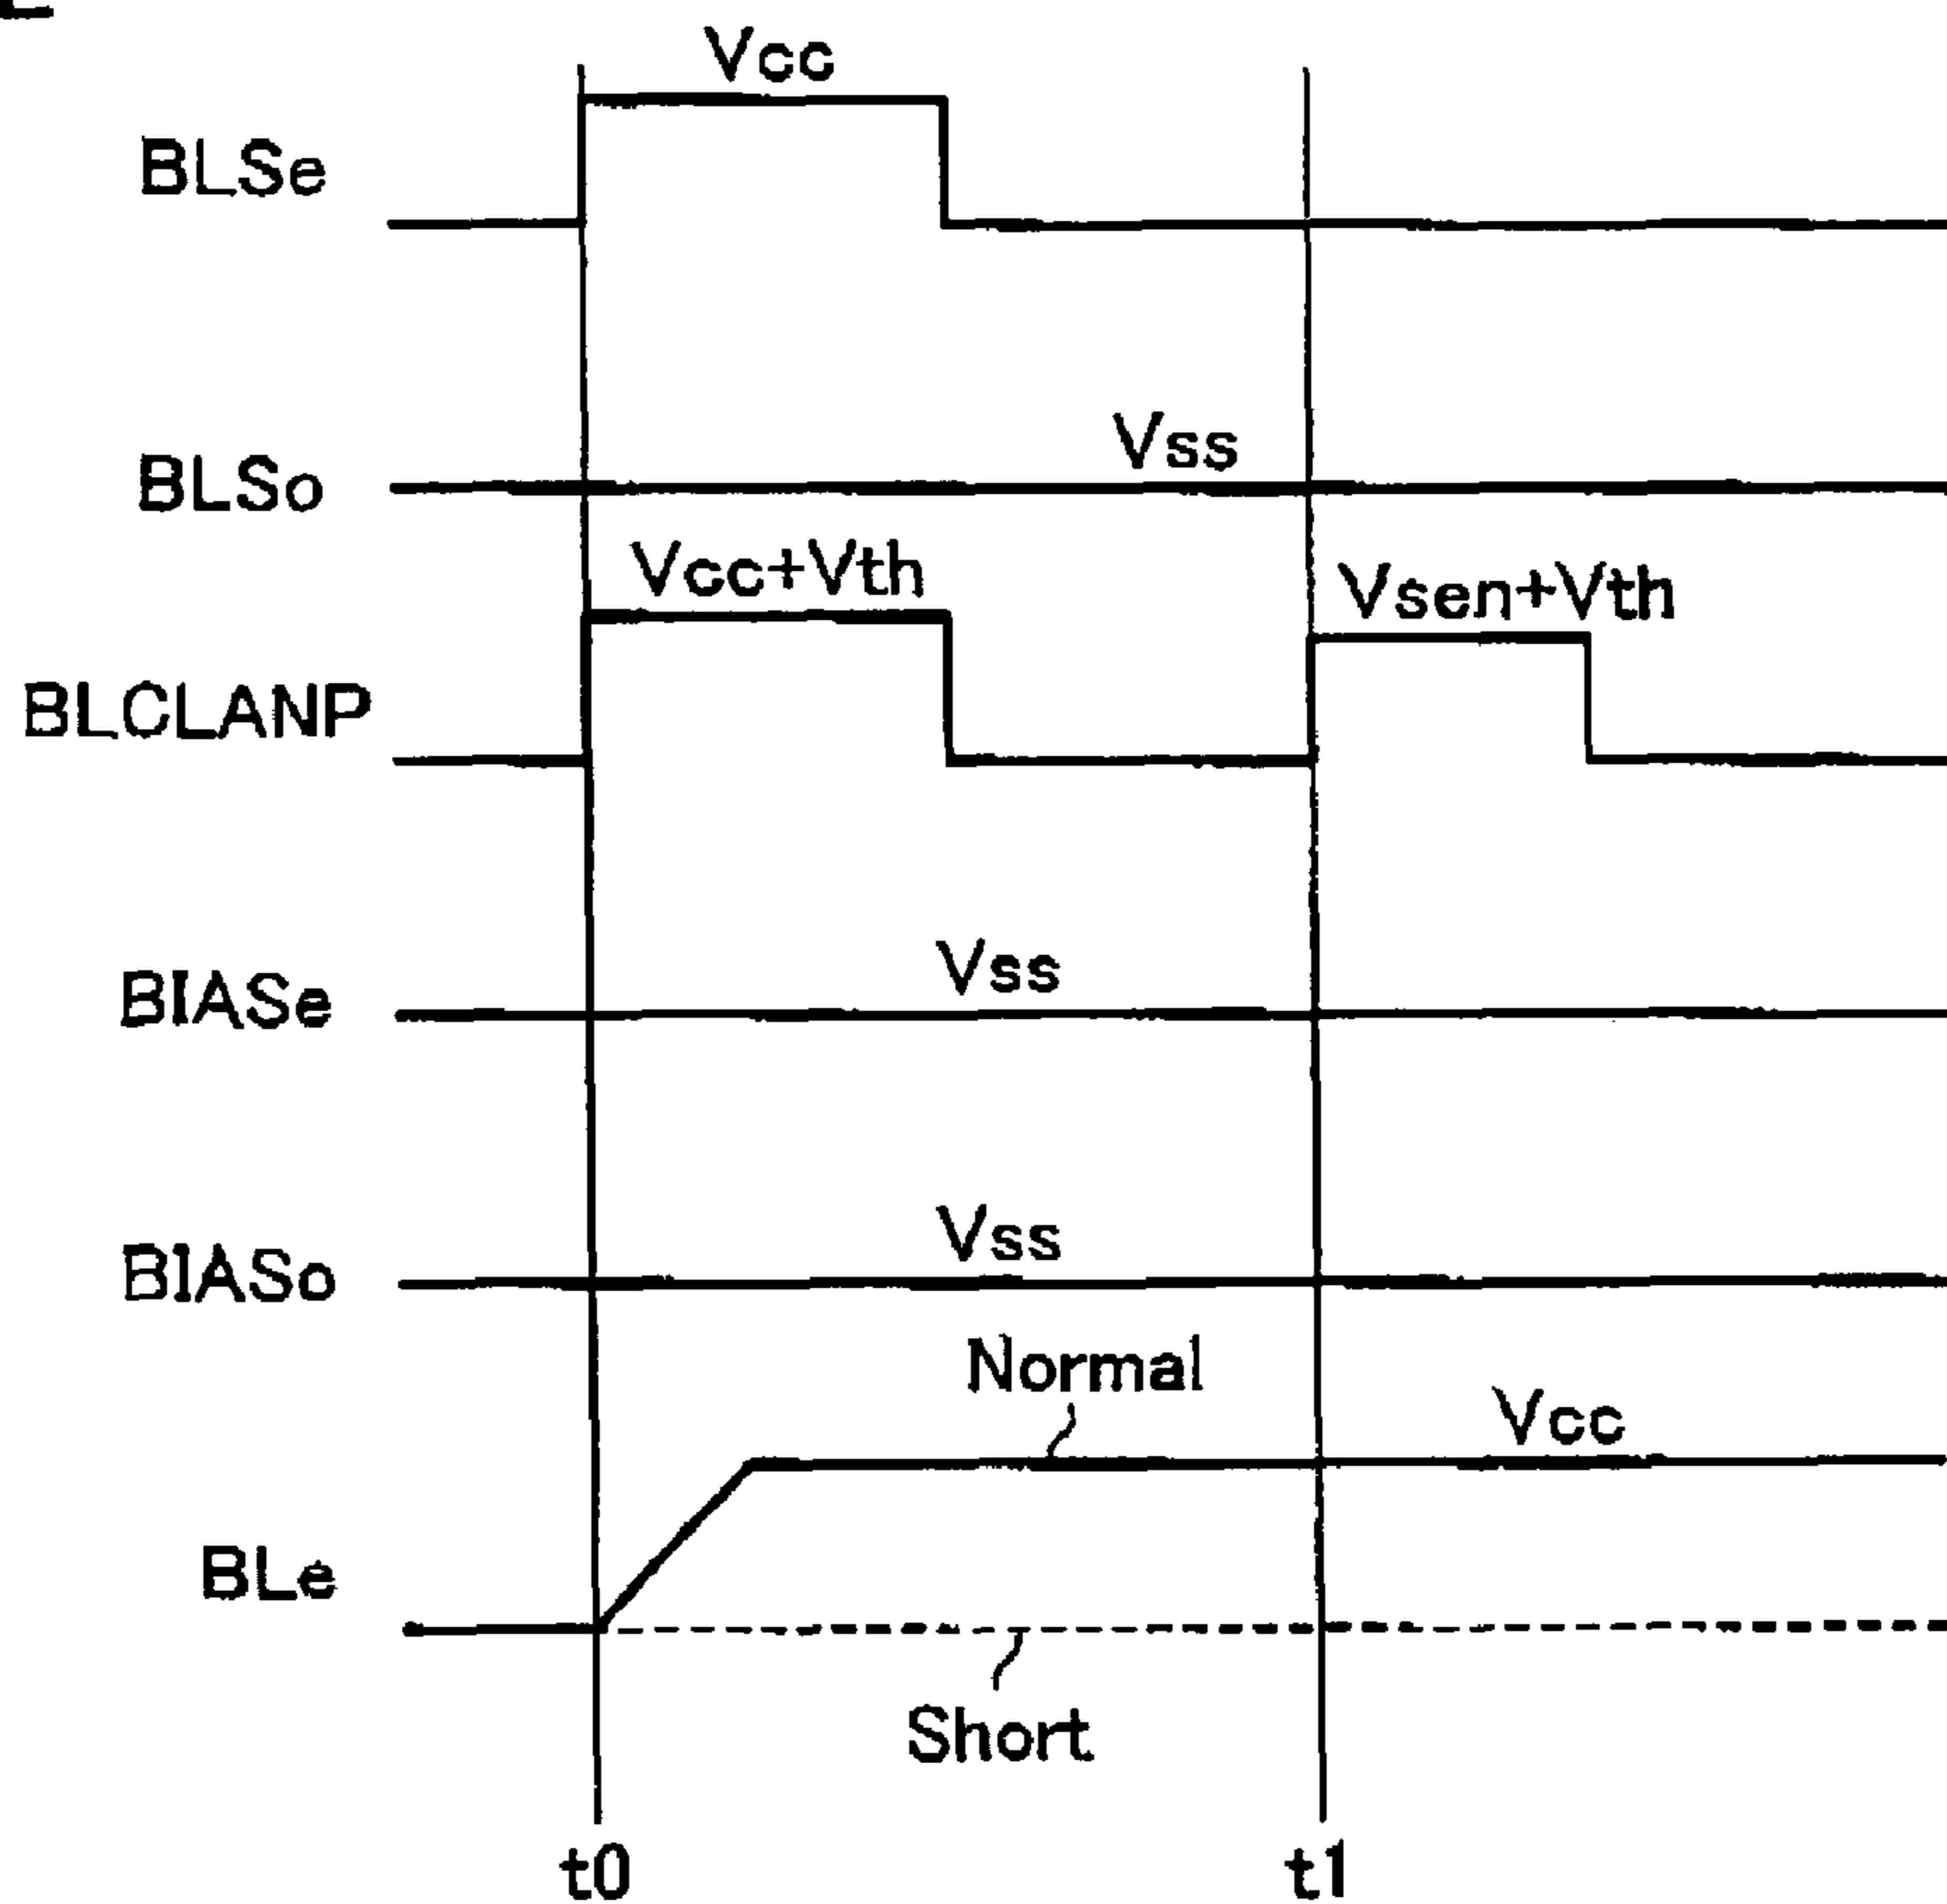 Vcc
BLSe
Vss
BLSo
Vcc+Vth
Vsen+Vth
BLCLANP
Vss
BIASe
Vss
BIASo
Normal
Vcc
BLe
Short
t0 t1